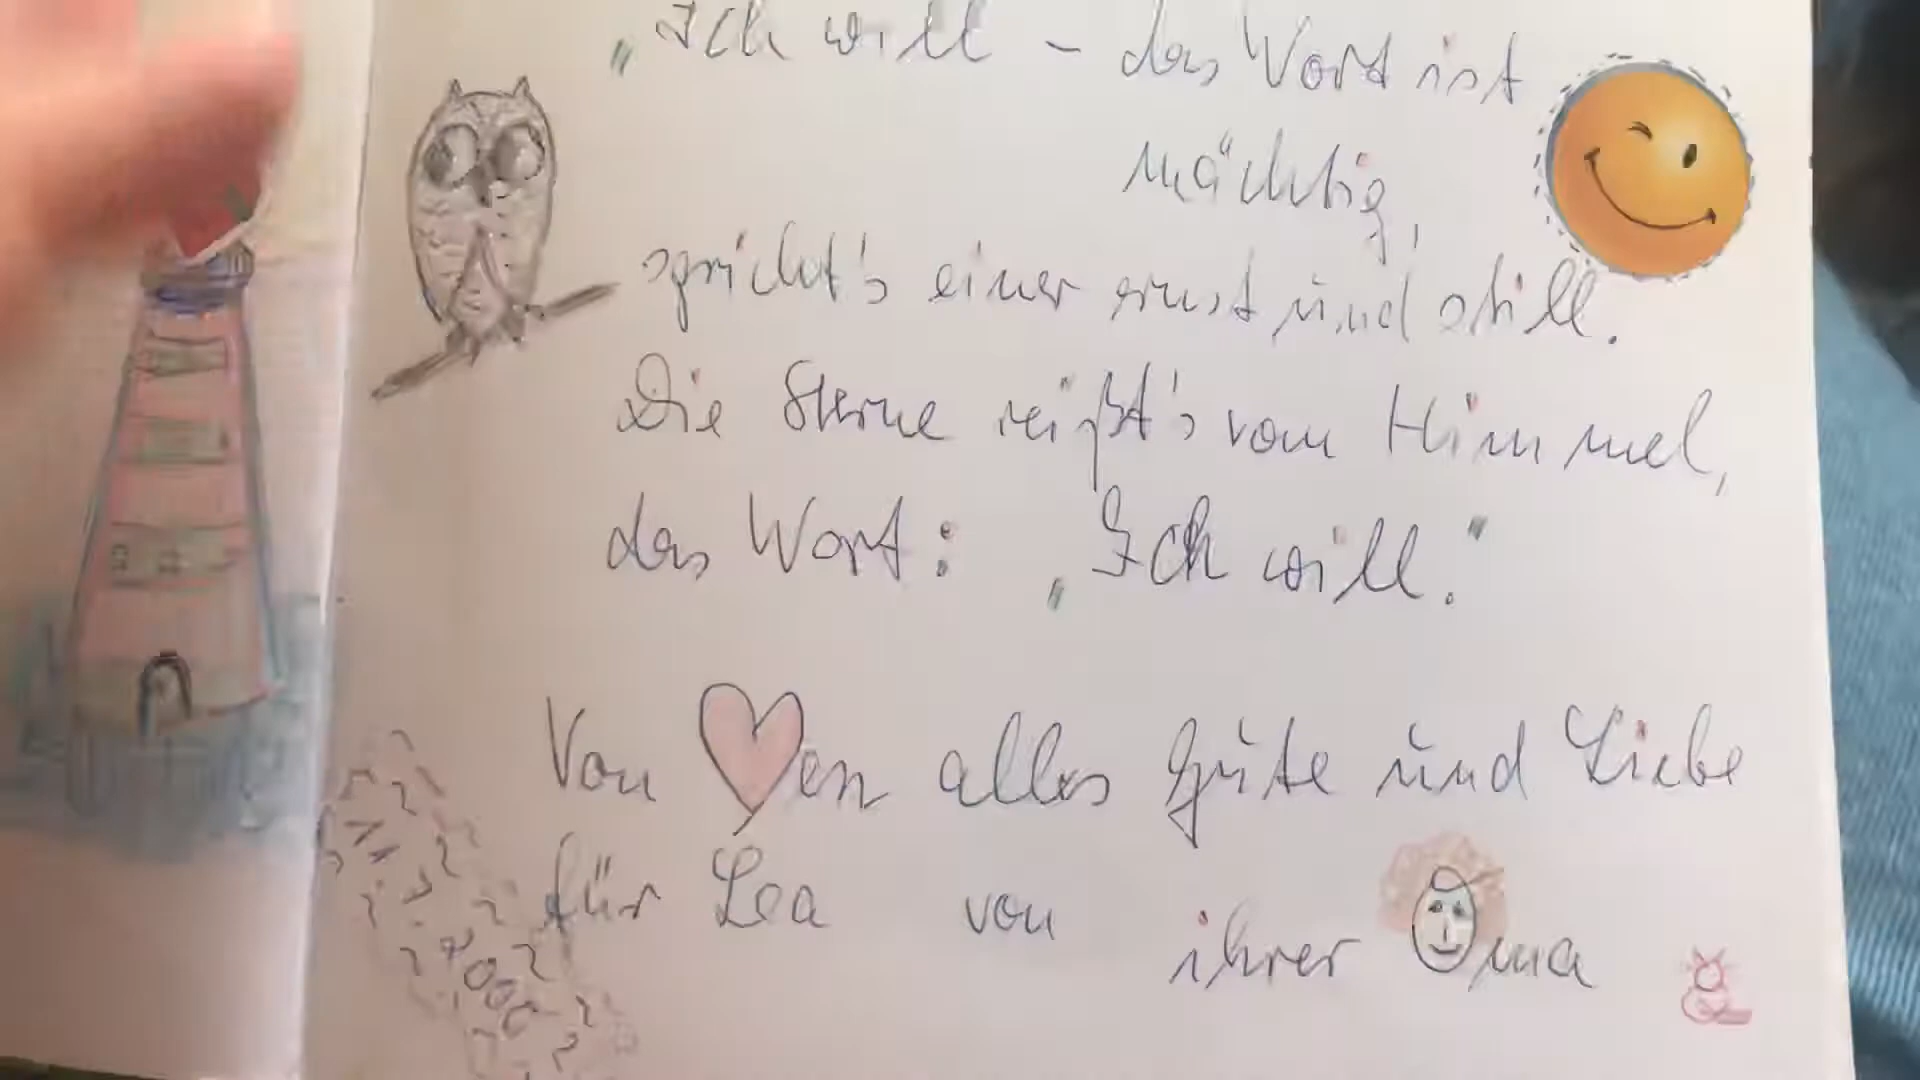 „Ich will – das Wort ist
mächtig,
spricht's einer ernst und still.
Die Sterne reißt's vom Himmel,
das Wort: „Ich will."
Von ♥en alles Gute und Liebe
für Lea von ihrer Oma